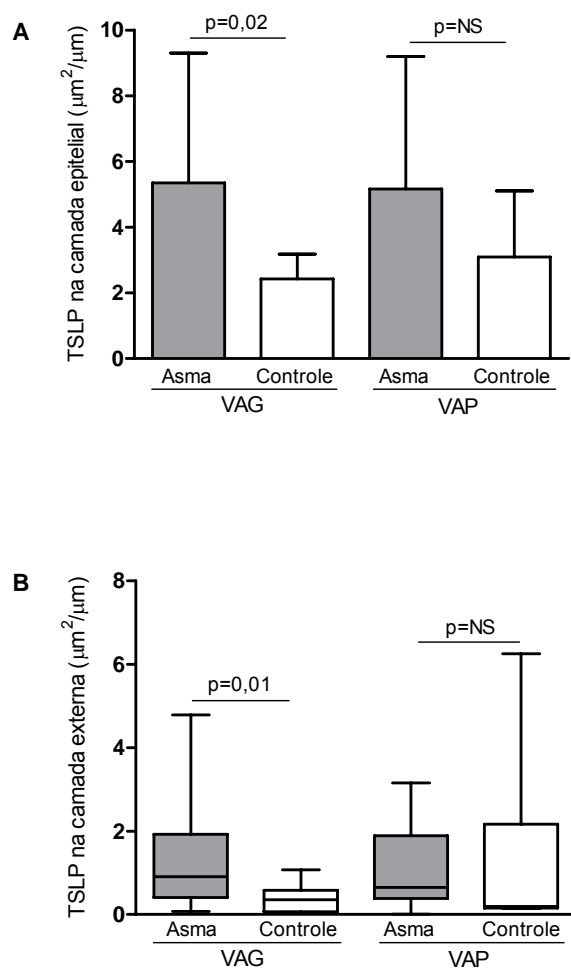 A
p=0,02
p=NS
TSLP na camada epitelial (μm²/μm)
10
8
6
4
2
0
Asma Controle Asma Controle
VAG VAP
B
p=NS
p=0,01
TSLP na camada externa (μm²/μm)
8
6
4
2
0
Asma Controle Asma Controle
VAG VAP